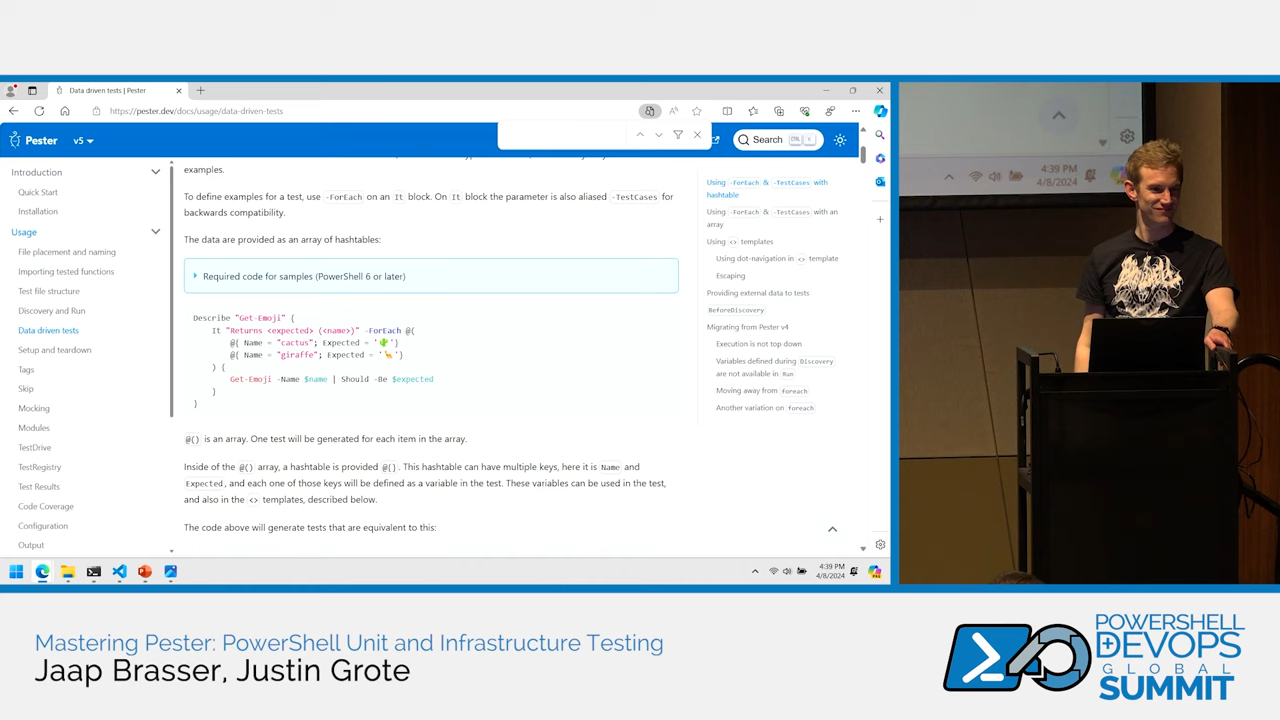 Data driven tests | Pester
https://pester.dev/docs/usage/data-driven-tests
Pester
v5
Search
CTRL
K
Introduction
Quick Start
Installation
Usage
File placement and naming
Importing tested functions
Test file structure
Discovery and Run
Data driven tests
Setup and teardown
Tags
Skip
Mocking
Modules
TestDrive
TestRegistry
Test Results
Code Coverage
Configuration
Output
examples.
To define examples for a test, use -ForEach on an It block. On It block the parameter is also aliased -TestCases for
backwards compatibility.
The data are provided as an array of hashtables:
Required code for samples (PowerShell 6 or later)
Describe "Get-Emoji" {
It "Returns <expected> (<name>)" -ForEach @(
@{ Name = "cactus"; Expected = '🌵'}
@{ Name = "giraffe"; Expected = '🦒'}
) {
Get-Emoji -Name $name | Should -Be $expected
}
}
@() is an array. One test will be generated for each item in the array.
Inside of the @() array, a hashtable is provided @{}. This hashtable can have multiple keys, here it is Name and
Expected, and each one of those keys will be defined as a variable in the test. These variables can be used in the test,
and also in the <> templates, described below.
The code above will generate tests that are equivalent to this:
Using -ForEach & -TestCases with
hashtable
Using -ForEach & -TestCases with an
array
Using <> templates
Using dot-navigation in <> template
Escaping
Providing external data to tests
BeforeDiscovery
Migrating from Pester v4
Execution is not top down
Variables defined during Discovery
are not available in Run
Moving away from foreach
Another variation on foreach
4:39 PM
4/8/2024
4:39 PM
4/8/2024
Mastering Pester: PowerShell Unit and Infrastructure Testing
Jaap Brasser, Justin Grote
POWERSHELL
DEVOPS
GLOBAL
SUMMIT